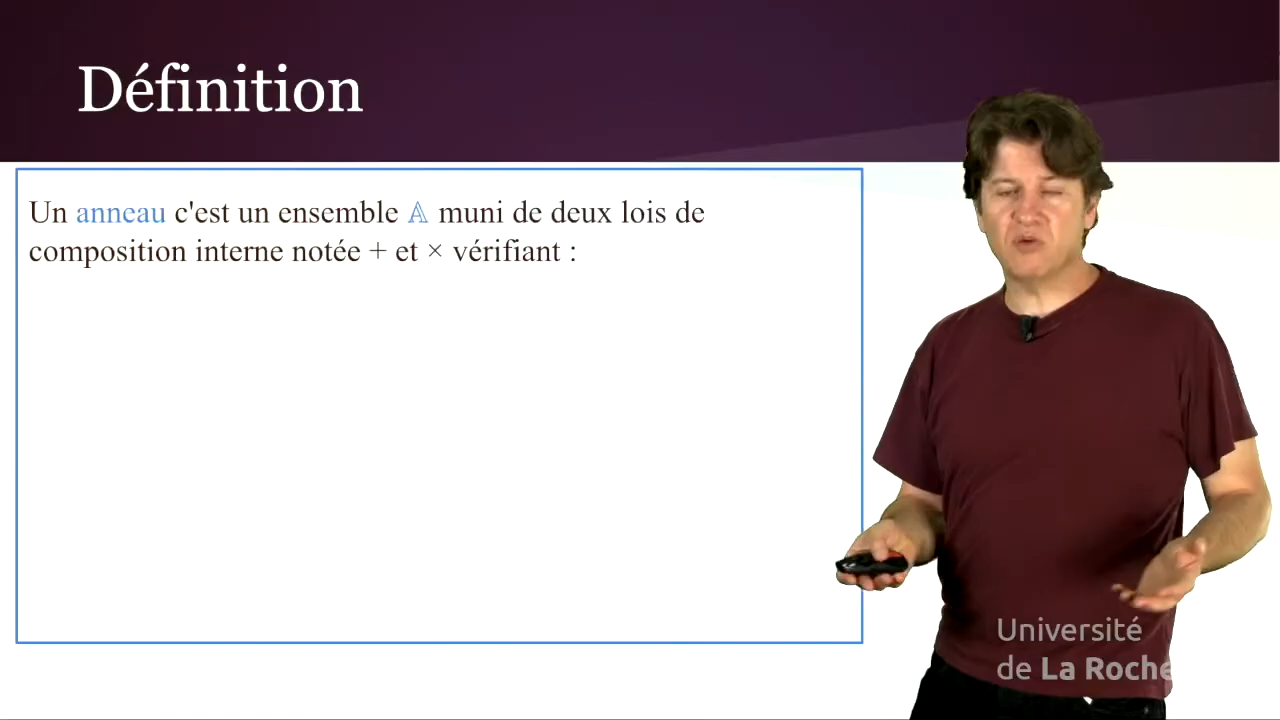 Définition
Un anneau c'est un ensemble 𝔸 muni de deux lois de
composition interne notée + et × vérifiant :
Université
de La Roche